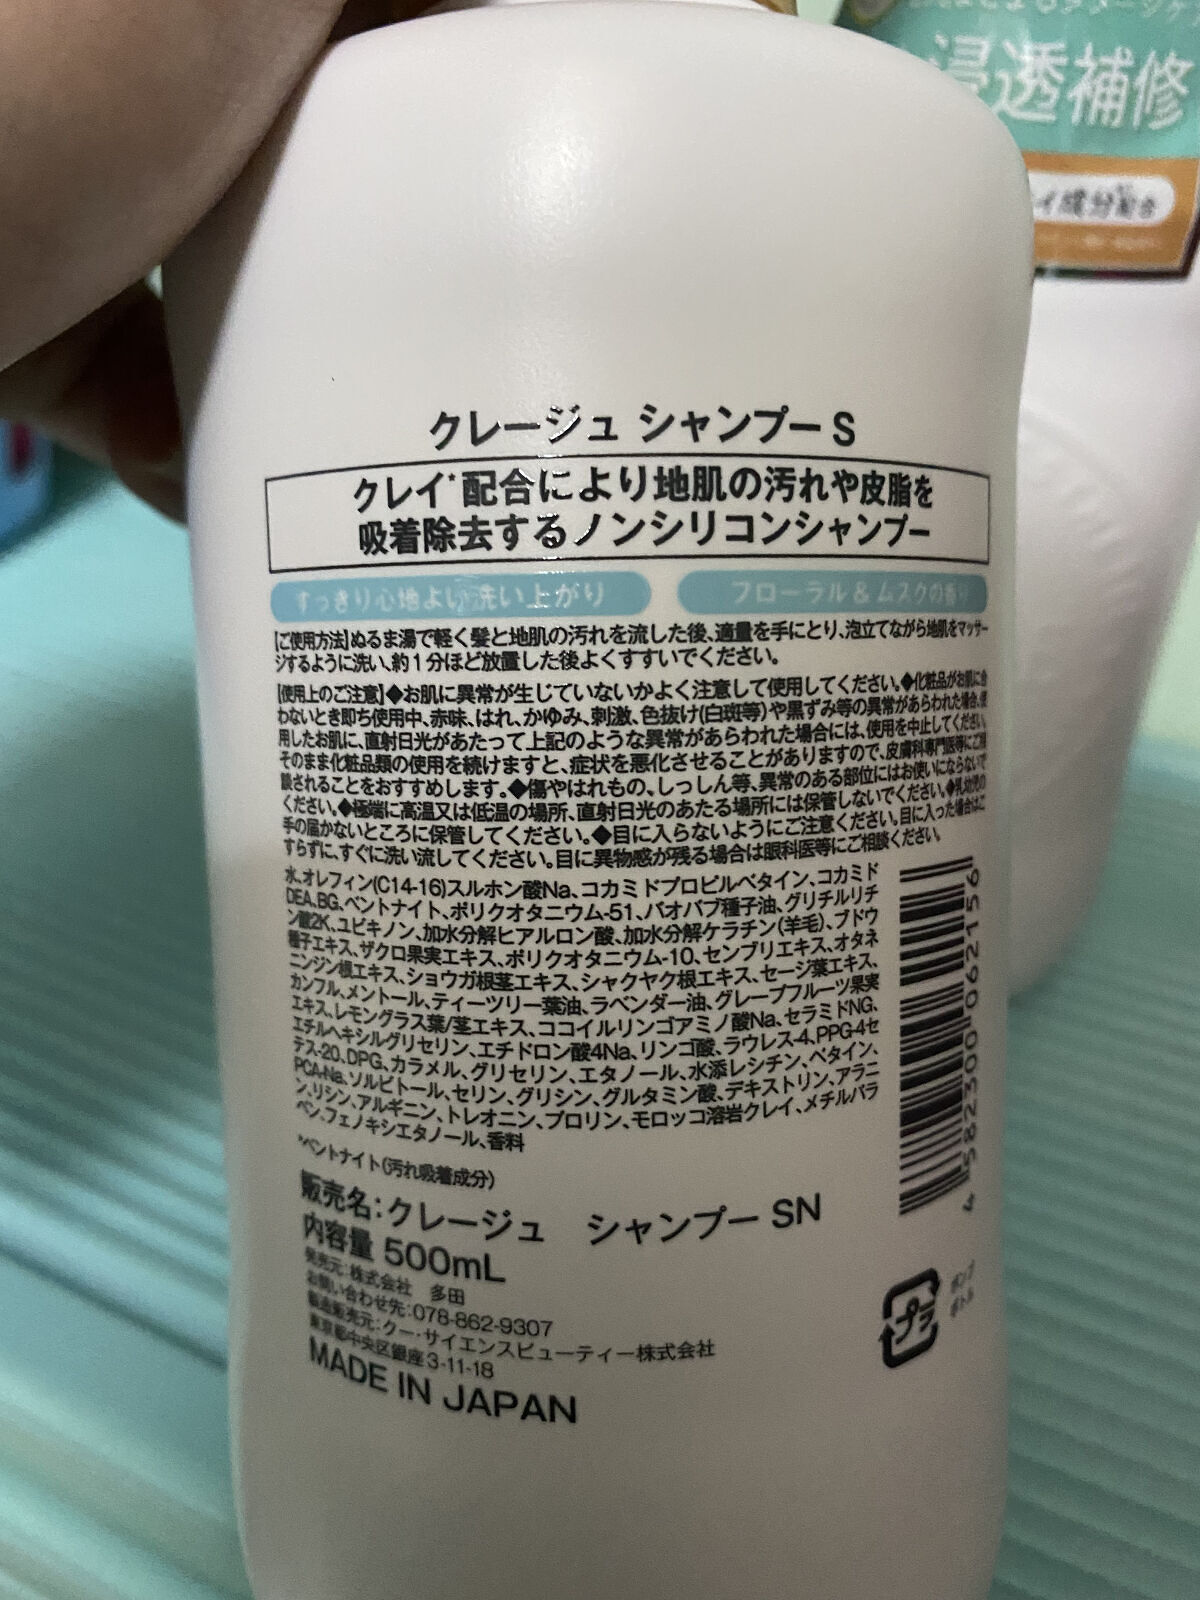 浸透補修
イ成分配合
クレージュ シャンプー S
クレイ*配合により地肌の汚れや皮脂を
吸着除去するノンシリコンシャンプー
すっきり心地よい洗い上がり
フローラル&ムスクの香り
【ご使用方法】ぬるま湯で軽く髪と地肌の汚れを流した後、適量を手にとり、泡立てながら地肌をマッサー
ジするように洗い、約1分ほど放置した後よくすすいでください。
【使用上のご注意】◆お肌に異常が生じていないかよく注意して使用してください。◆化粧品がお肌に合
わないとき即ち使用中、赤味、はれ、かゆみ、刺激、色抜け(白斑等)や黒ずみ等の異常があらわれた場合、使
用したお肌に、直射日光があたって上記のような異常があらわれた場合には、使用を中止してください。
そのまま化粧品類の使用を続けますと、症状を悪化させることがありますので、皮膚科専門医等にご相
談されることをおすすめします。◆傷やはれもの、しっしん等、異常のある部位にはお使いにならないで
ください。◆極端に高温又は低温の場所、直射日光のあたる場所には保管しないでください。◆乳幼児の
手の届かないところに保管してください。◆目に入らないようにご注意ください。目に入った場合はこ
すらずに、すぐに洗い流してください。目に異物感が残る場合は眼科医等にご相談ください。
水、オレフィン(C14-16)スルホン酸Na、コカミドプロピルベタイン、コカミド
DEA、BG、ベントナイト、ポリクオタニウム-51、バオバブ種子油、グリチルリチ
ン酸2K、ユビキノン、加水分解ヒアルロン酸、加水分解ケラチン(羊毛)、ブドウ
種子エキス、ザクロ果実エキス、ポリクオタニウム-10、センブリエキス、オタネ
ニンジン根エキス、ショウガ根茎エキス、シャクヤク根エキス、セージ葉エキス、
カンフル、メントール、ティーツリー葉油、ラベンダー油、グレープフルーツ果実
エキス、レモングラス葉/茎エキス、ココイルリンゴアミノ酸Na、セラミドNG、
エチルヘキシルグリセリン、エチドロン酸4Na、リンゴ酸、ラウレス-4、PPG-4セ
テス-20、DPG、カラメル、グリセリン、エタノール、水添レシチン、ベタイン、
PCA-Na、ソルビトール、セリン、グリシン、グルタミン酸、デキストリン、アラニ
ン、リシン、アルギニン、トレオニン、プロリン、モロッコ溶岩クレイ、メチルパラ
ベン、フェノキシエタノール、香料
*ベントナイト(汚れ吸着成分)
販売名:クレージュ シャンプー SN
内容量 500mL
発売元:株式会社 多田
お問い合わせ先:078-862-9307
製造販売元:クー・サイエンスビューティー株式会社
東京都中央区銀座3-11-18
MADE IN JAPAN
4 582300 062156
プラ
ポンプ
ボトル